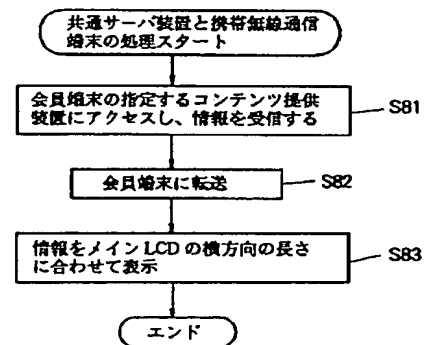 共通サーバ装置と携帯無線通信
端末の処理スタート
会員端末の指定するコンテンツ提供
装置にアクセスし、情報を受信する
S81
会員端末に転送
S82
情報をメインLCDの横方向の長さ
に合わせて表示
S83
エンド